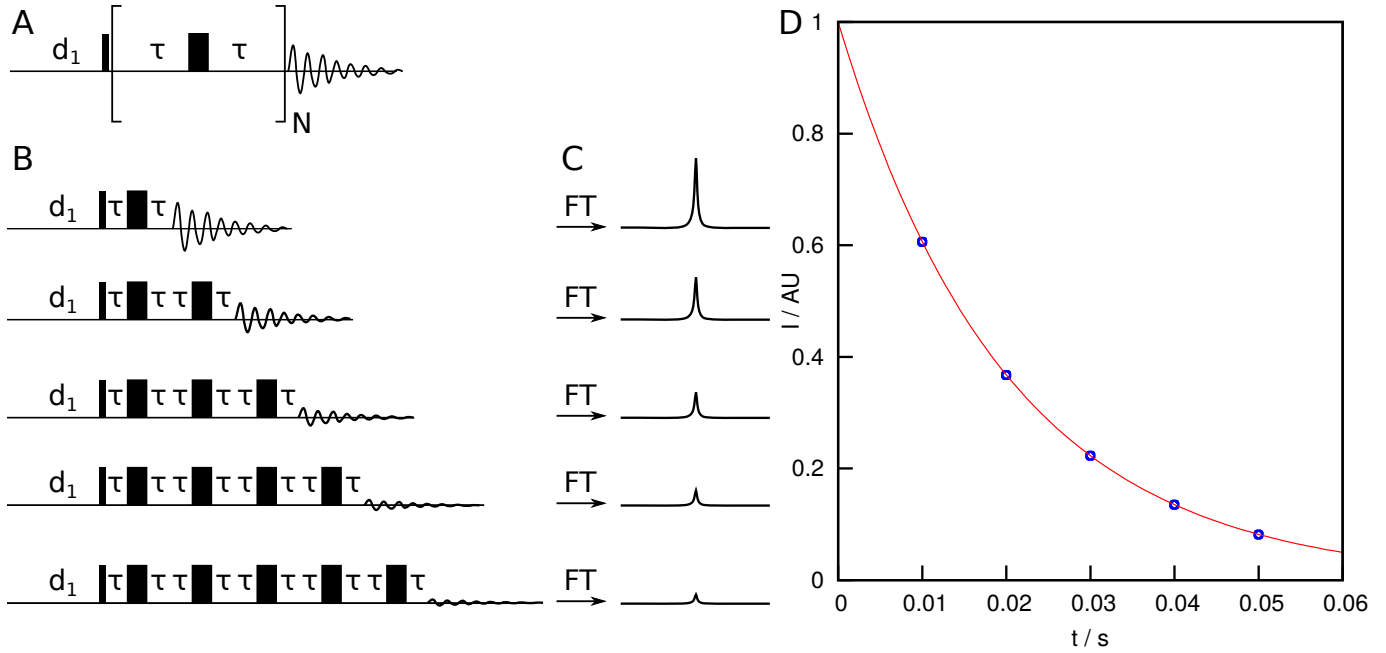 A
d₁ τ τ
N
B
d₁ τ τ
d₁ τ τ τ τ
d₁ τ τ τ τ τ τ
d₁ τ τ τ τ τ τ τ τ
d₁ τ τ τ τ τ τ τ τ τ τ
C
FT
FT
FT
FT
FT
D
1
0.8
0.6
0.4
0.2
0
I / AU
0 0.01 0.02 0.03 0.04 0.05 0.06
t / s